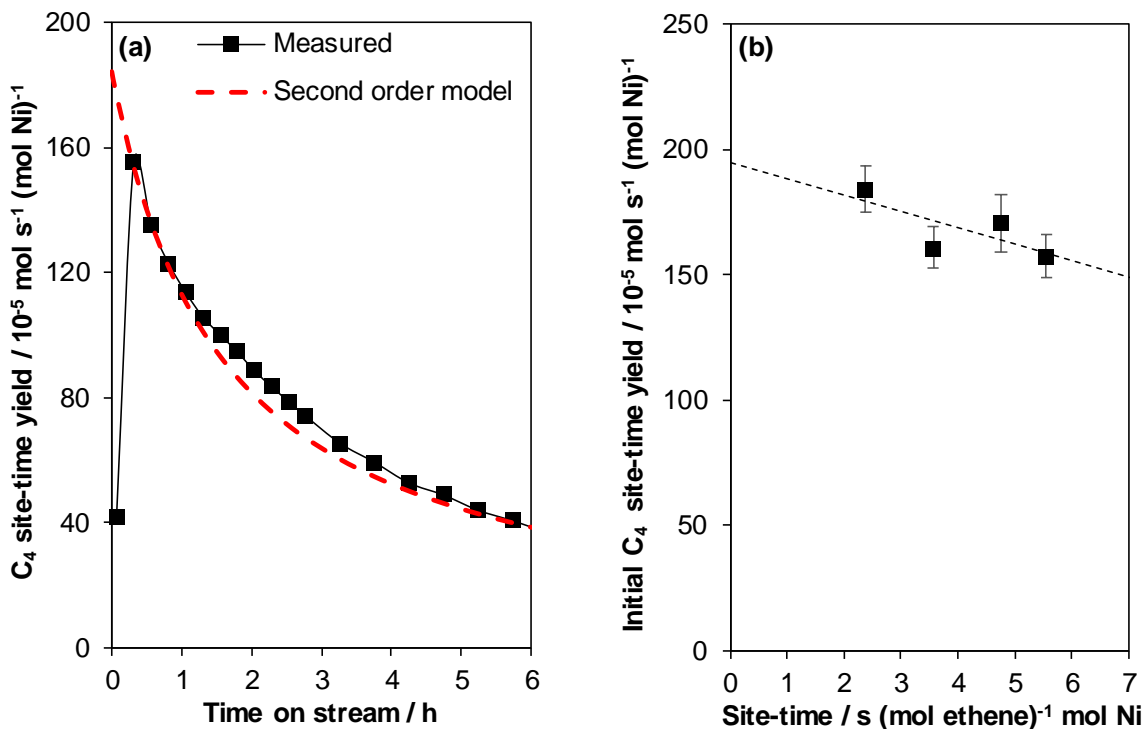 (a)
Measured
Second order model
C₄ site-time yield / 10⁻⁵ mol s⁻¹ (mol Ni)⁻¹
200
160
120
80
40
0
0 1 2 3 4 5 6
Time on stream / h
(b)
Initial C₄ site-time yield / 10⁻⁵ mol s⁻¹ (mol Ni)⁻¹
250
200
150
100
50
0
0 1 2 3 4 5 6 7
Site-time / s (mol ethene)⁻¹ mol Ni